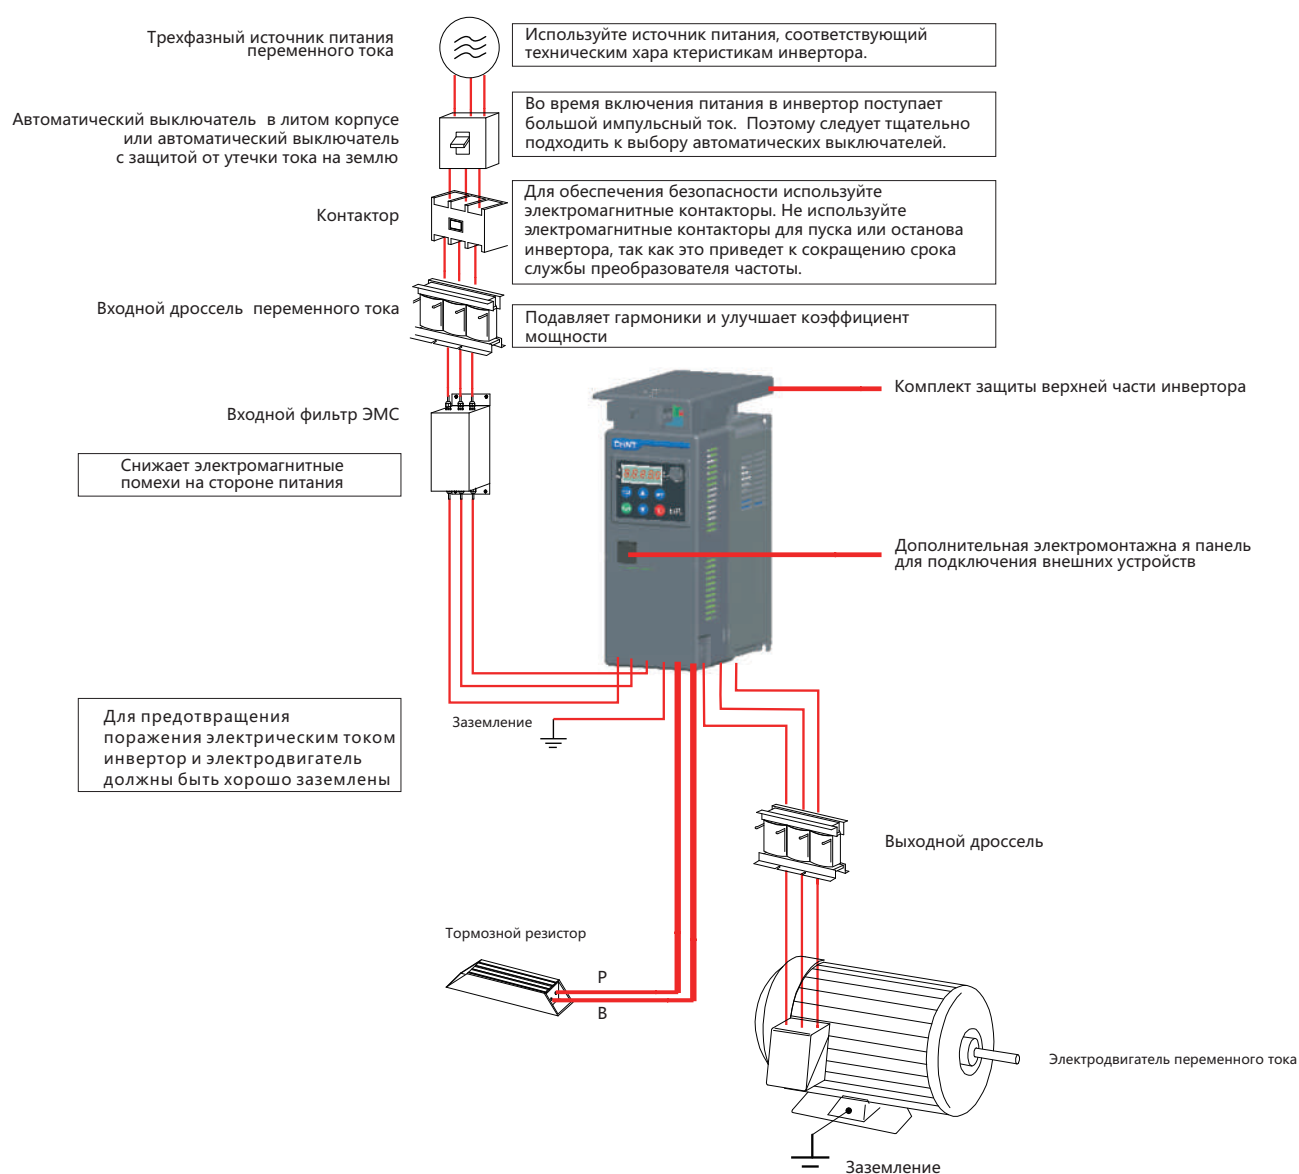 Трехфазный источник питания
переменного тока
Используйте источник питания, соответствующий
техническим хара ктеристикам инвертора.
Автоматический выключатель в литом корпусе
или автоматический выключатель
с защитой от утечки тока на землю
Во время включения питания в инвертор поступает
большой импульсный ток. Поэтому следует тщательно
подходить к выбору автоматических выключателей.
Контактор
Для обеспечения безопасности используйте
электромагнитные контакторы. Не используйте
электромагнитные контакторы для пуска или останова
инвертора, так как это приведет к сокращению срока
службы преобразователя частоты.
Входной дроссель переменного тока
Подавляет гармоники и улучшает коэффициент
мощности
Комплект защиты верхней части инвертора
Входной фильтр ЭМС
CHNT
Снижает электромагнитные
помехи на стороне питания
Дополнительная электромонтажна я панель
для подключения внешних устройств
Для предотвращения
поражения электрическим током
инвертор и электродвигатель
должны быть хорошо заземлены
Заземление
Выходной дроссель
Тормозной резистор
P
B
Электродвигатель переменного тока
Заземление